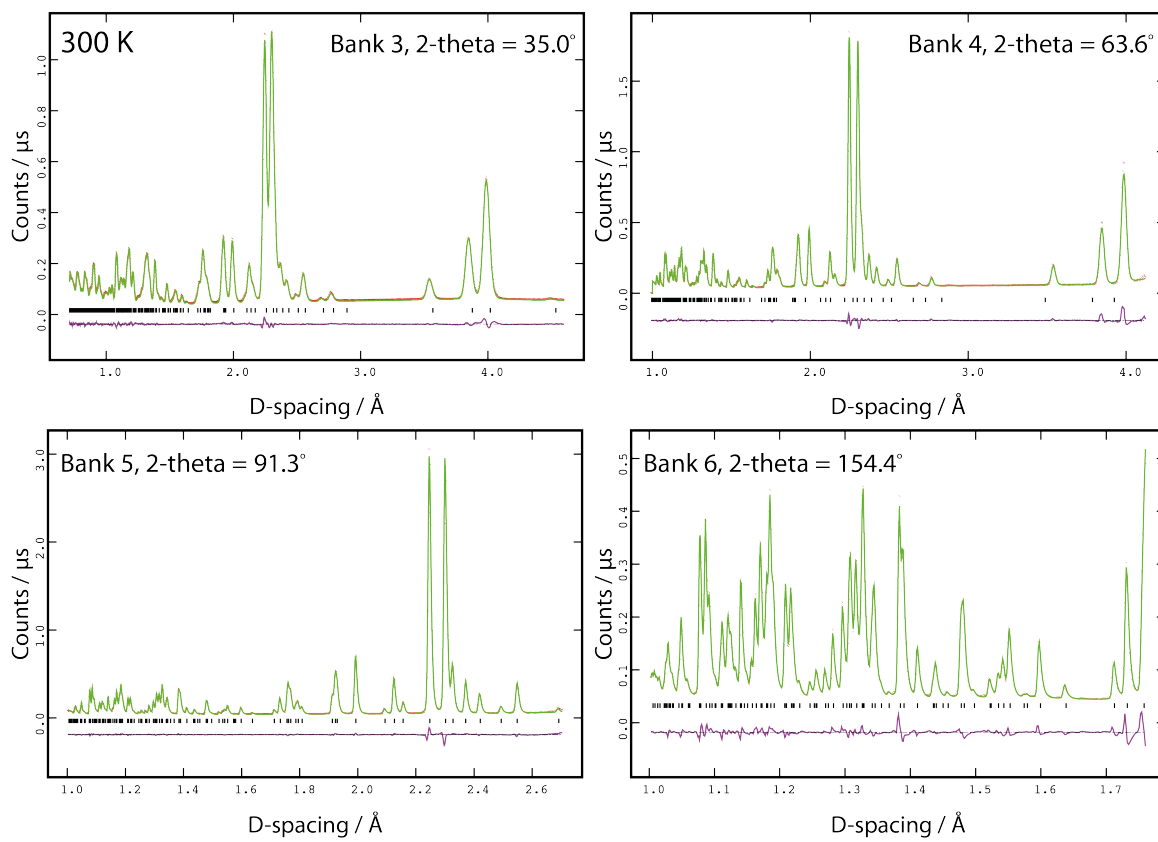 300 K
Bank 3, 2-theta = 35.0°
Counts / µs
1.0
0.8
0.6
0.4
0.2
0.0
1.0 2.0 3.0 4.0
D-spacing / Å
Bank 4, 2-theta = 63.6°
Counts / µs
1.5
1.0
0.5
0.0
1.0 2.0 3.0 4.0
D-spacing / Å
Bank 5, 2-theta = 91.3°
Counts / µs
3.0
2.0
1.0
0.0
1.0 1.2 1.4 1.6 1.8 2.0 2.2 2.4 2.6
D-spacing / Å
Bank 6, 2-theta = 154.4°
Counts / µs
0.5
0.4
0.3
0.2
0.1
0.0
1.0 1.1 1.2 1.3 1.4 1.5 1.6 1.7
D-spacing / Å